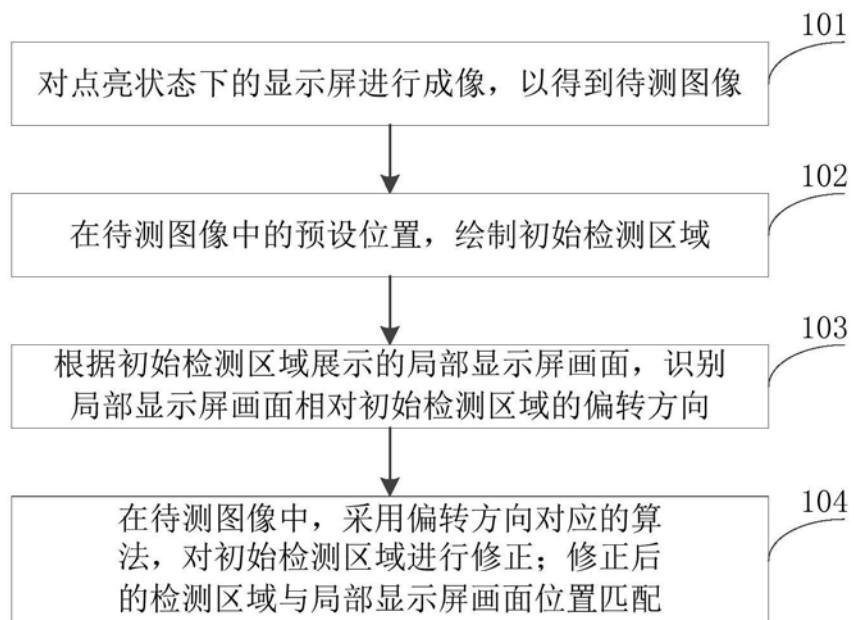 101
对点亮状态下的显示屏进行成像，以得到待测图像
102
在待测图像中的预设位置，绘制初始检测区域
103
根据初始检测区域展示的局部显示屏画面，识别
局部显示屏画面相对初始检测区域的偏转方向
104
在待测图像中，采用偏转方向对应的算
法，对初始检测区域进行修正；修正后
的检测区域与局部显示屏画面位置匹配